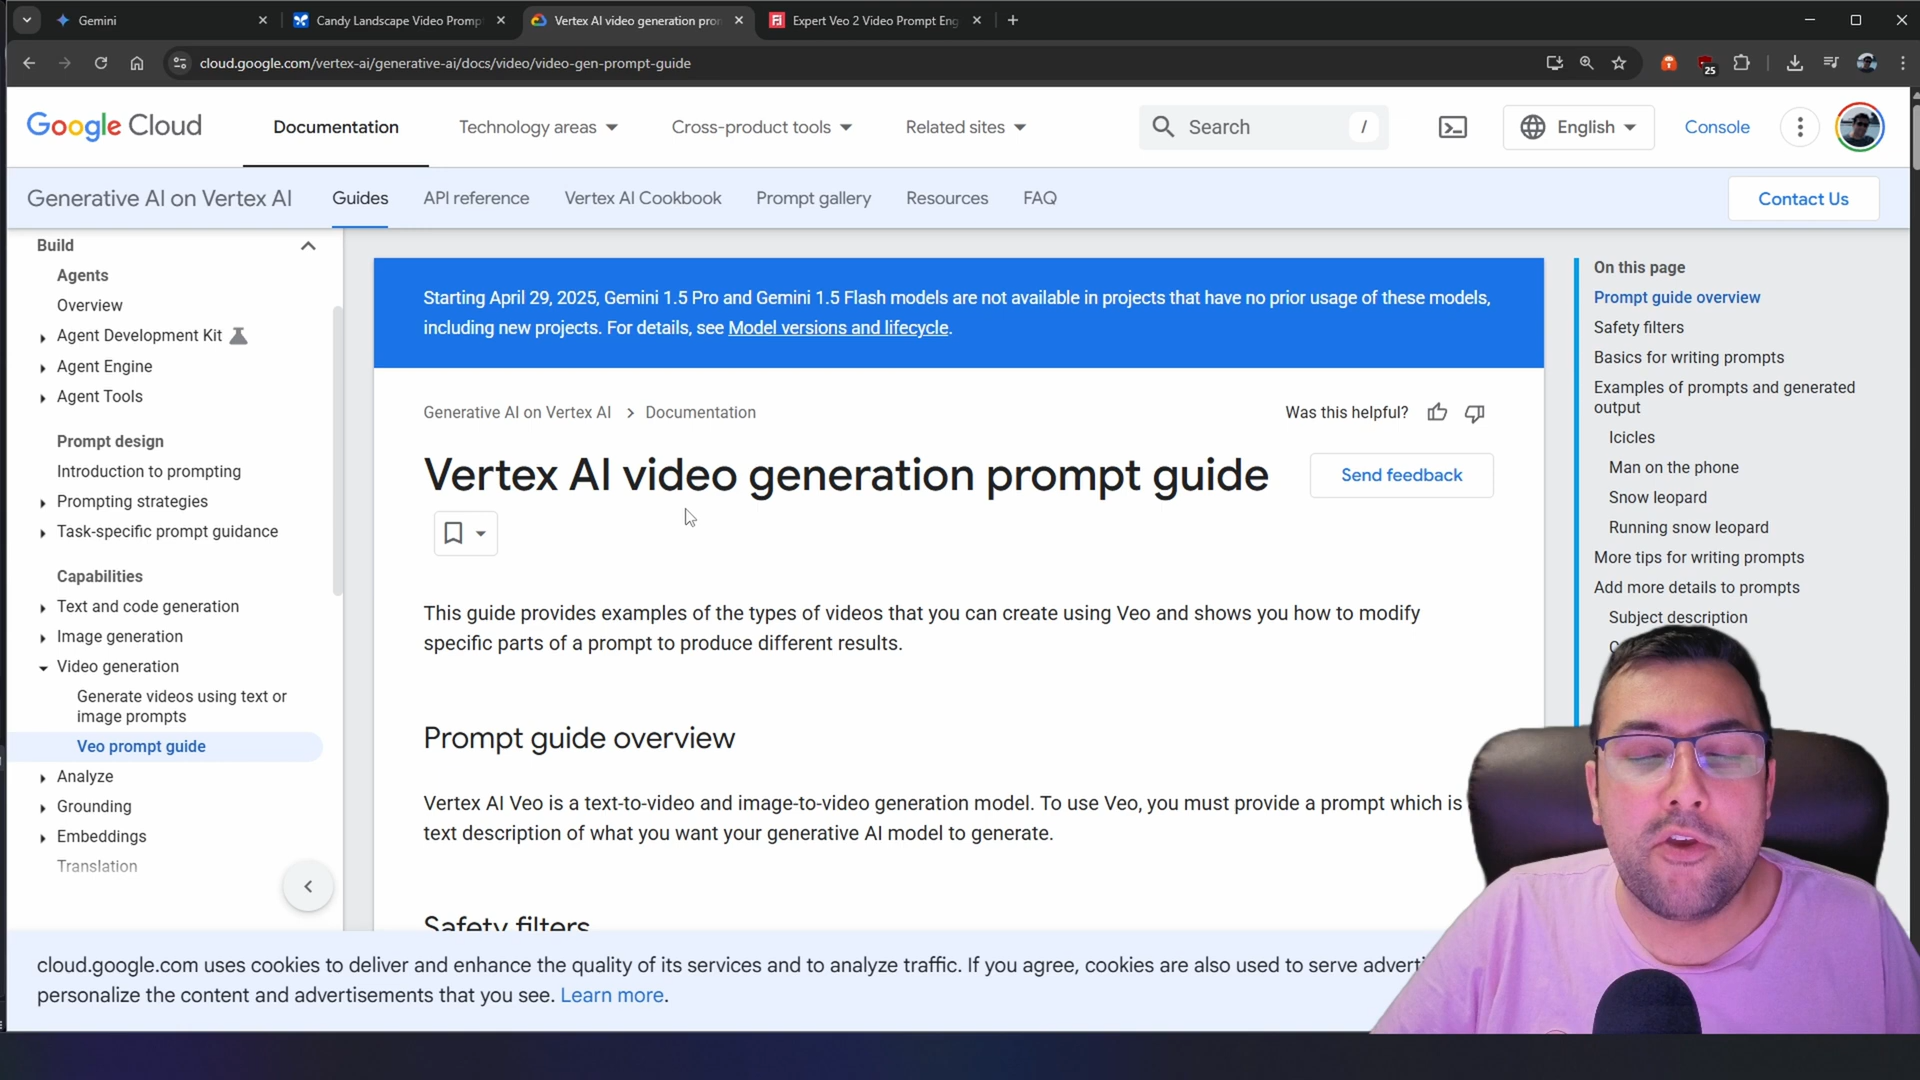 Gemini
Candy Landscape Video Promp
Vertex AI video generation pro
Expert Veo 2 Video Prompt Eng
cloud.google.com/vertex-ai/generative-ai/docs/video/video-gen-prompt-guide
25
Google Cloud
Documentation
Technology areas
Cross-product tools
Related sites
Search
/
English
Console
Generative AI on Vertex AI
Guides
API reference
Vertex AI Cookbook
Prompt gallery
Resources
FAQ
Contact Us
Build
Agents
Overview
Agent Development Kit
Agent Engine
Agent Tools
Prompt design
Introduction to prompting
Prompting strategies
Task-specific prompt guidance
Capabilities
Text and code generation
Image generation
Video generation
Generate videos using text or
image prompts
Veo prompt guide
Analyze
Grounding
Embeddings
Translation
Starting April 29, 2025, Gemini 1.5 Pro and Gemini 1.5 Flash models are not available in projects that have no prior usage of these models,
including new projects. For details, see Model versions and lifecycle.
Generative AI on Vertex AI > Documentation
Was this helpful?
Vertex AI video generation prompt guide
Send feedback
This guide provides examples of the types of videos that you can create using Veo and shows you how to modify
specific parts of a prompt to produce different results.
Prompt guide overview
Vertex AI Veo is a text-to-video and image-to-video generation model. To use Veo, you must provide a prompt which is
text description of what you want your generative AI model to generate.
Safety filters
On this page
Prompt guide overview
Safety filters
Basics for writing prompts
Examples of prompts and generated
output
Icicles
Man on the phone
Snow leopard
Running snow leopard
More tips for writing prompts
Add more details to prompts
Subject description
cloud.google.com uses cookies to deliver and enhance the quality of its services and to analyze traffic. If you agree, cookies are also used to serve adverti
personalize the content and advertisements that you see. Learn more.